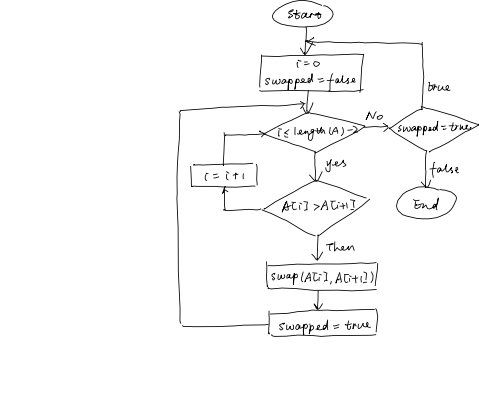 Start
i=0
swapped=false
true
i≤length(A)-2
No
swapped=true
yes
false
i=i+1
A[i]>A[i+1]
End
Then
swap(A[i],A[i+1])
swapped=true